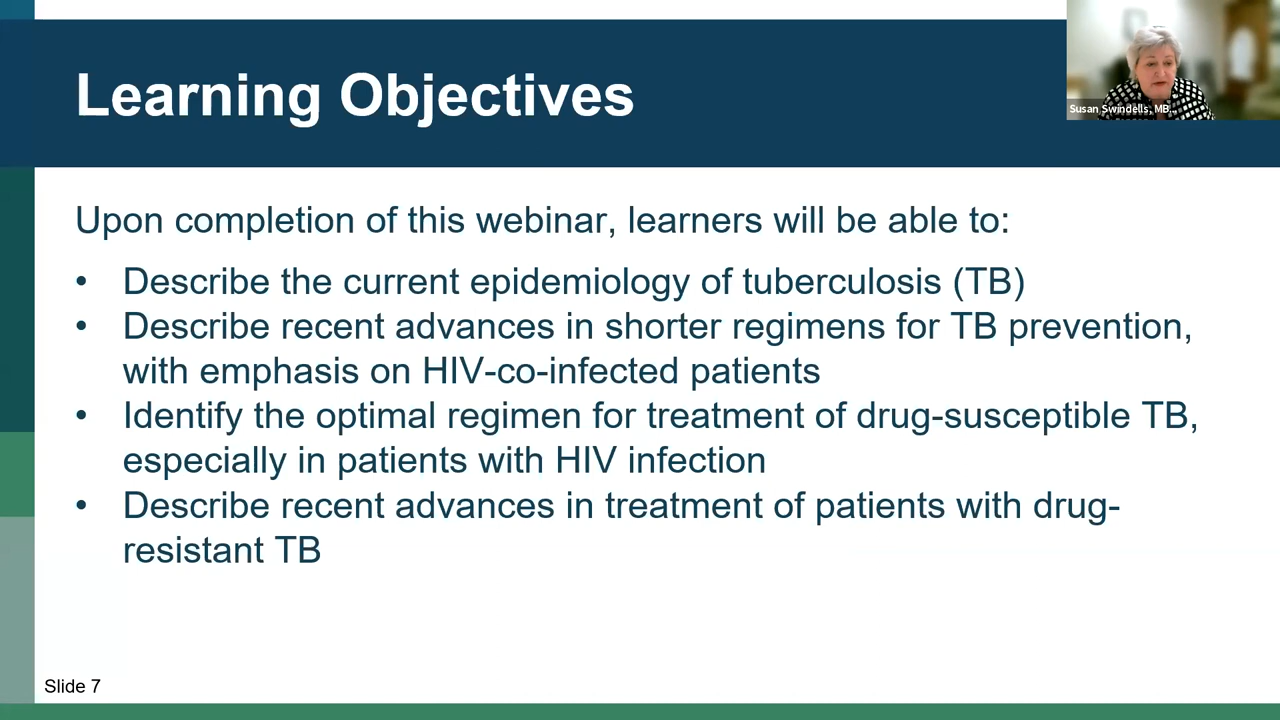 Learning Objectives
Susan Swindells, MB,
Upon completion of this webinar, learners will be able to:
• Describe the current epidemiology of tuberculosis (TB)
• Describe recent advances in shorter regimens for TB prevention,
with emphasis on HIV-co-infected patients
• Identify the optimal regimen for treatment of drug-susceptible TB,
especially in patients with HIV infection
• Describe recent advances in treatment of patients with drug-
resistant TB
Slide 7